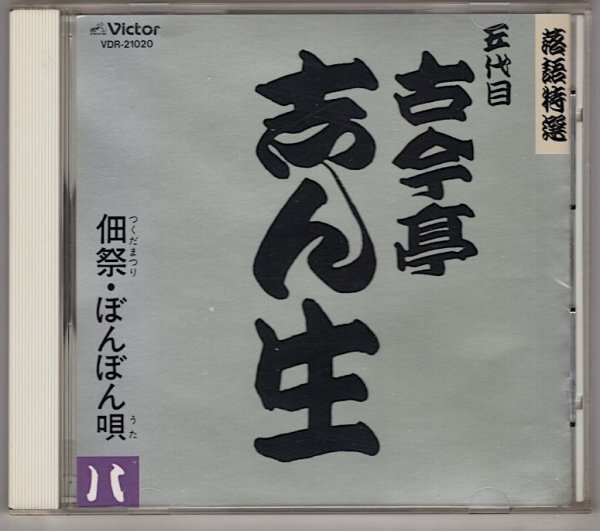 Victor
VDR-21020
落語特選
五代目
古今亭
志ん生
佃祭・ぼんぼん唄
つくだまつり
うた
八